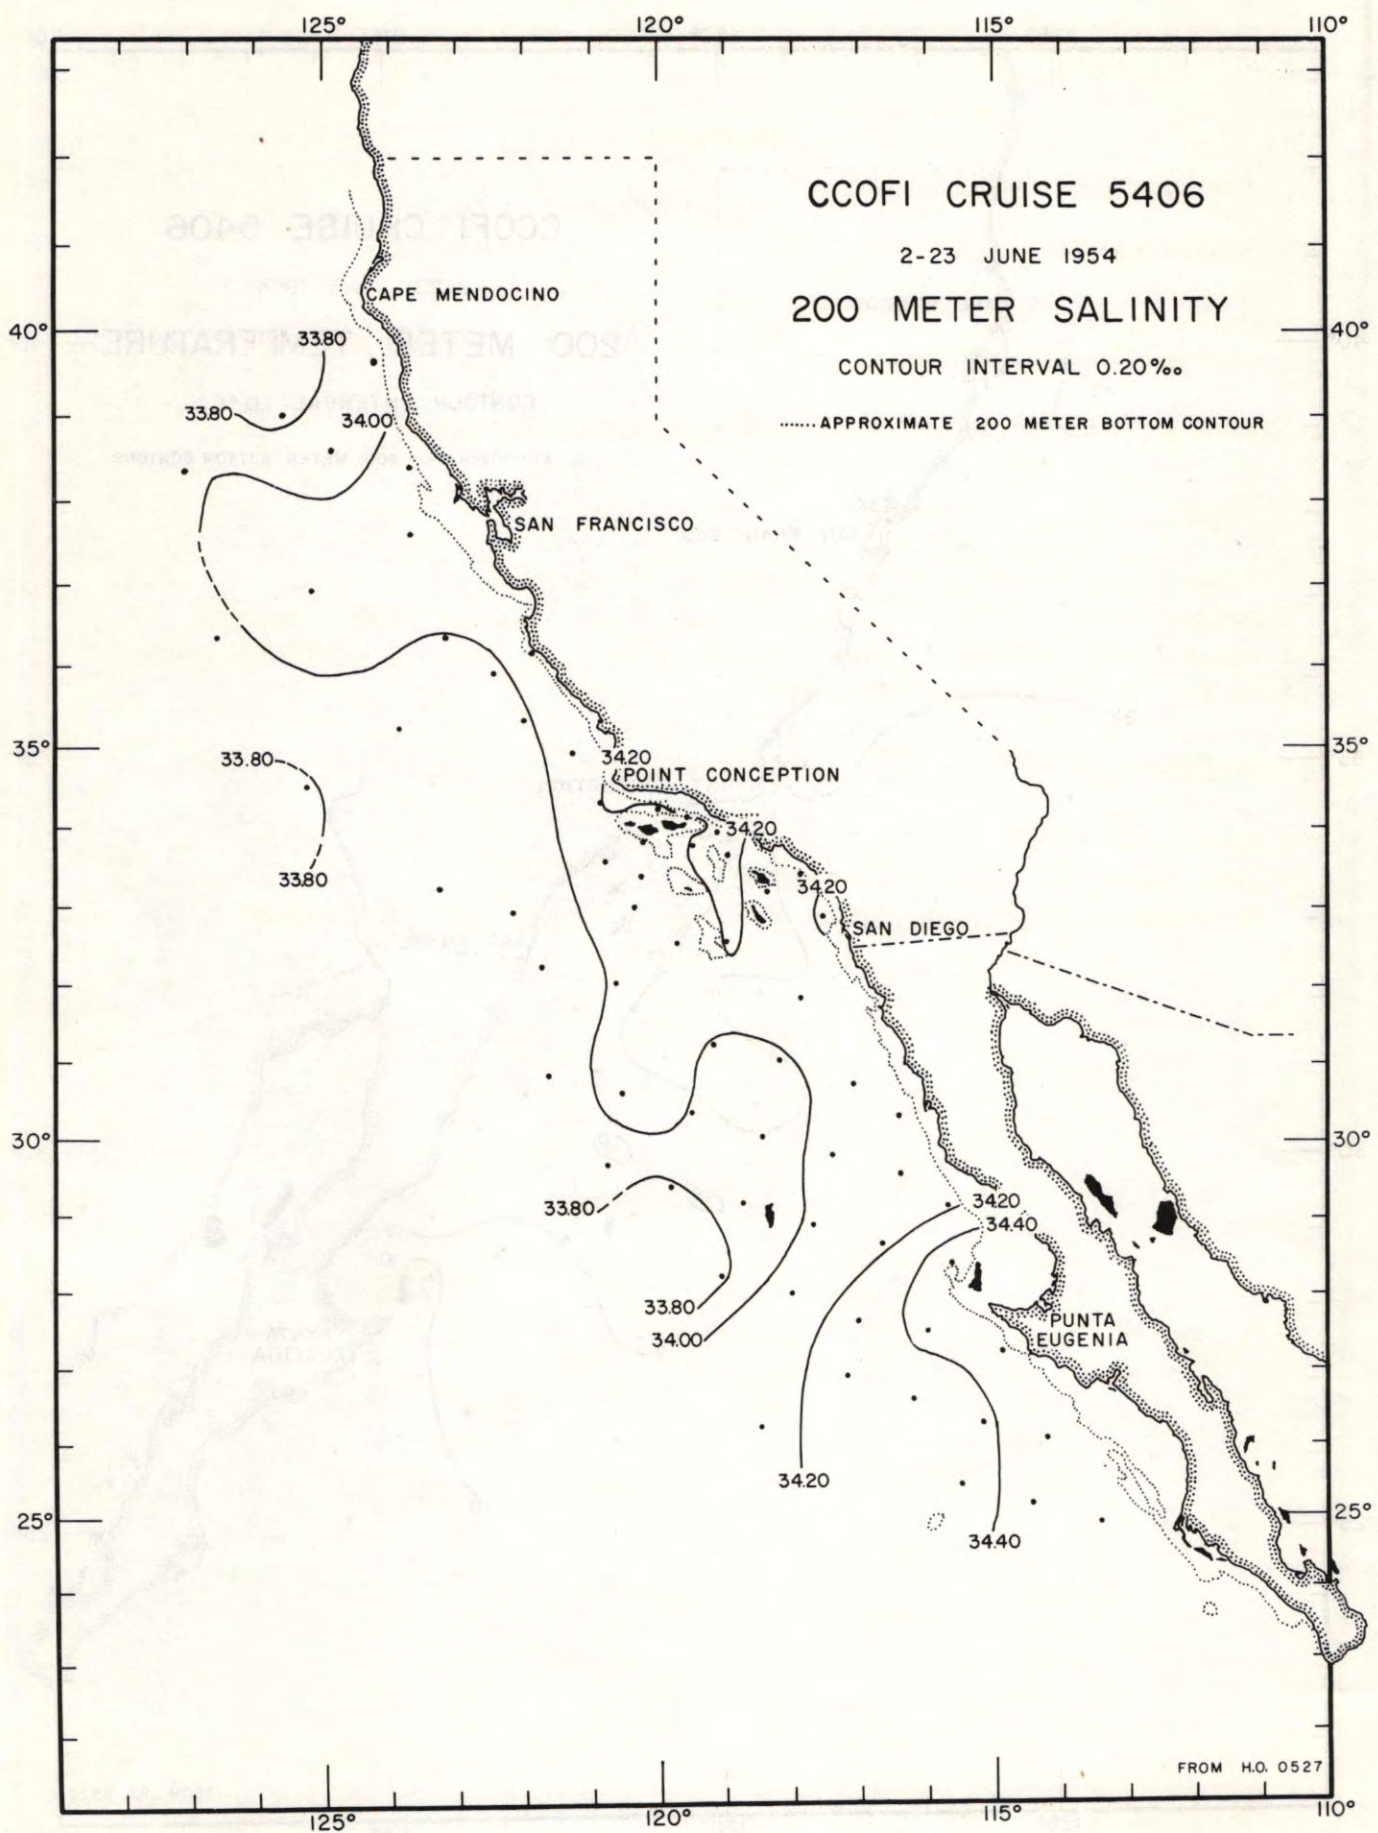 125° 120° 115° 110°
CCOFI CRUISE 5406
2-23 JUNE 1954
200 METER SALINITY
CONTOUR INTERVAL 0.20‰
APPROXIMATE 200 METER BOTTOM CONTOUR
CAPE MENDOCINO
40° 40°
33.80
33.80
34.00
SAN FRANCISCO
35° 35°
33.80
34.20
POINT CONCEPTION
34.20
33.80
34.20
SAN DIEGO
30° 30°
33.80
34.20
34.40
33.80
34.00
PUNTA
EUGENIA
34.20
25° 25°
34.40
FROM H.O. 0527
125° 120° 115° 110°